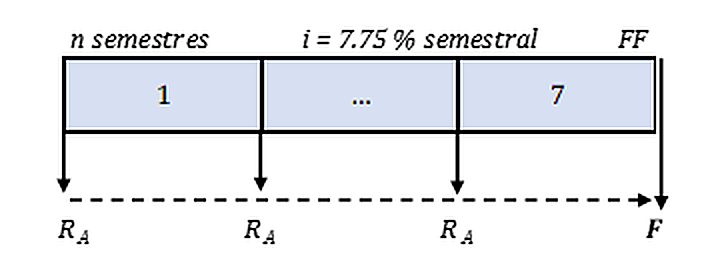 n semestres i = 7.75 % semestral FF
1 ... 7
R_A R_A R_A F